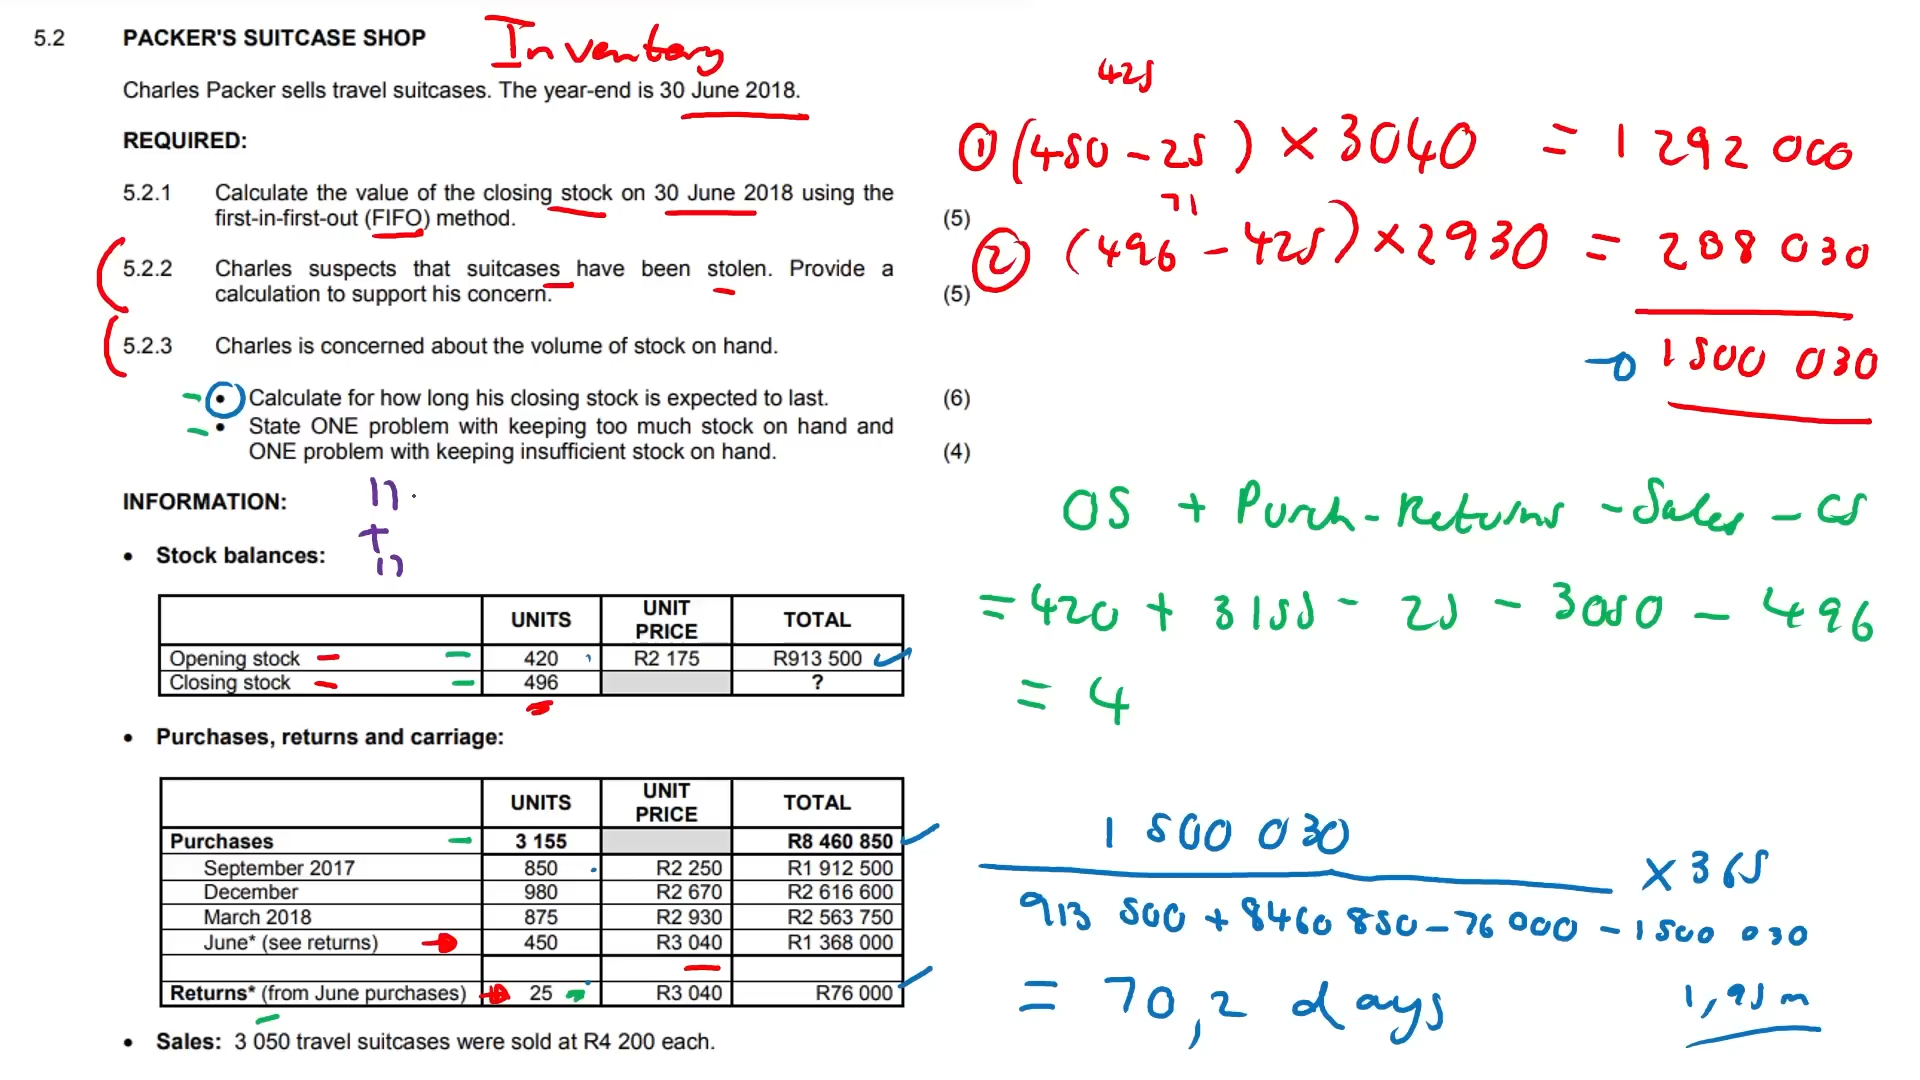 5.2 PACKER'S SUITCASE SHOP
Inventory
Charles Packer sells travel suitcases. The year-end is 30 June 2018.
REQUIRED:
5.2.1 Calculate the value of the closing stock on 30 June 2018 using the
first-in-first-out (FIFO) method. (5)
5.2.2 Charles suspects that suitcases have been stolen. Provide a
calculation to support his concern. (5)
5.2.3 Charles is concerned about the volume of stock on hand.
• Calculate for how long his closing stock is expected to last. (6)
• State ONE problem with keeping too much stock on hand and
ONE problem with keeping insufficient stock on hand. (4)
INFORMATION:
• Stock balances:
UNITS UNIT PRICE TOTAL
Opening stock 420 R2 175 R913 500
Closing stock 496 ?
• Purchases, returns and carriage:
UNITS UNIT PRICE TOTAL
Purchases 3 155 R8 460 850
September 2017 850 R2 250 R1 912 500
December 980 R2 670 R2 616 600
March 2018 875 R2 930 R2 563 750
June* (see returns) 450 R3 040 R1 368 000
Returns* (from June purchases) 25 R3 040 R76 000
• Sales: 3 050 travel suitcases were sold at R4 200 each.
425
① (450 - 25) × 3040 = 1 292 000
71
② (496 - 425) × 2930 = 208 030
1 500 030
OS + Purch - Returns - Sales - CS
= 420 + 3155 - 25 - 3050 - 496
= 4
1 500 030
× 365
913 500 + 8460 850 - 76 000 - 1 500 030
= 70,2 days
1,95 m